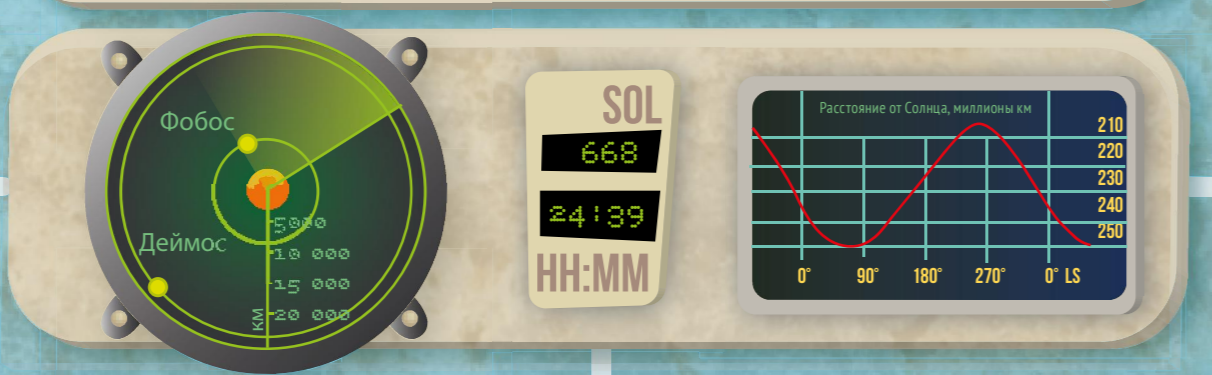 Фобос
Деймос
5000
10 000
15 000
20 000
КМ
SOL
668
24:39
HH:MM
Расстояние от Солнца, миллионы км
210
220
230
240
250
0° 90° 180° 270° 0° LS